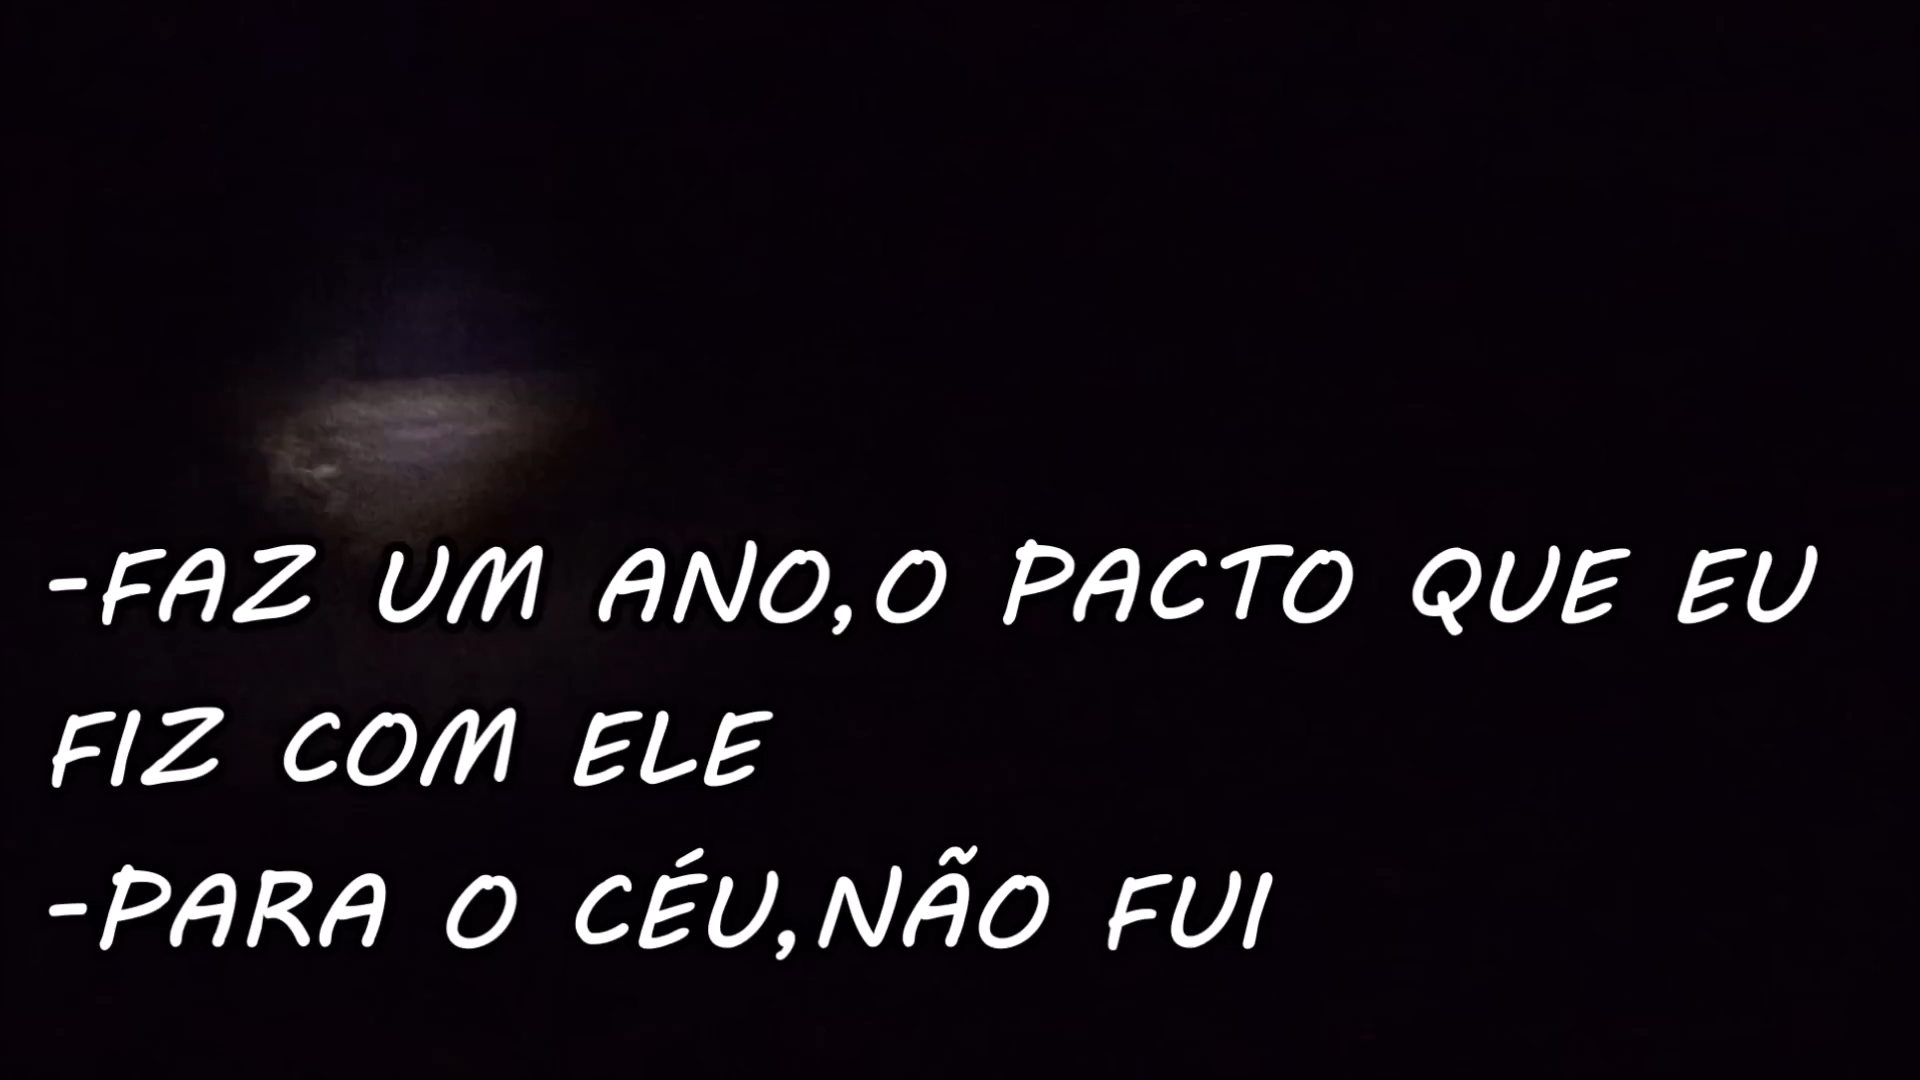 -FAZ UM ANO,O PACTO QUE EU
FIZ COM ELE
-PARA O CÉU,NÃO FUI